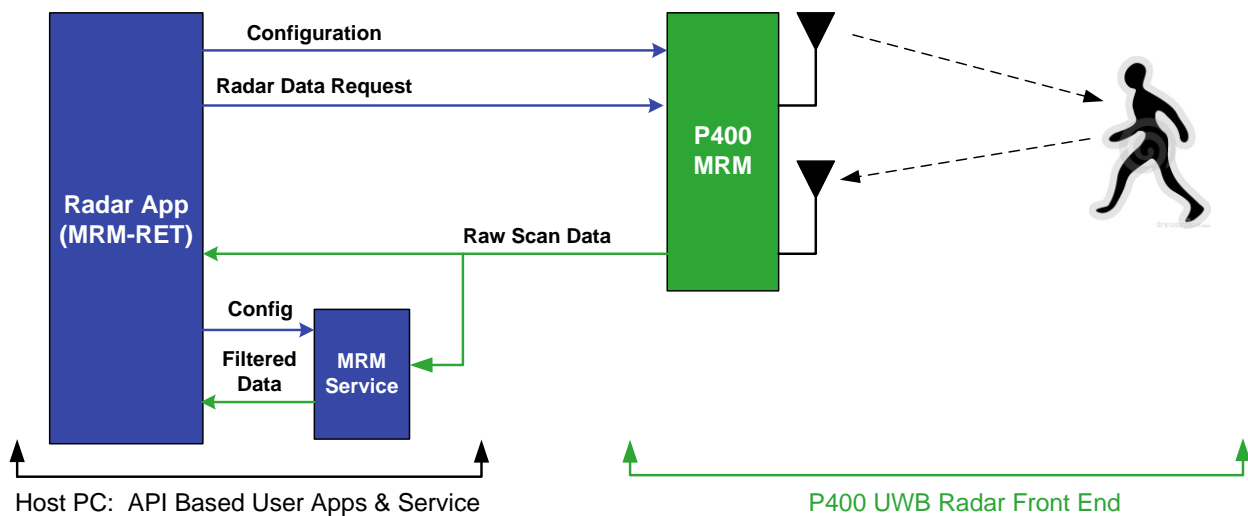 Configuration
Radar Data Request
P400
MRM
Radar App
(MRM-RET)
Raw Scan Data
Config
Filtered
Data
MRM
Service
Host PC:  API Based User Apps & Service
P400 UWB Radar Front End